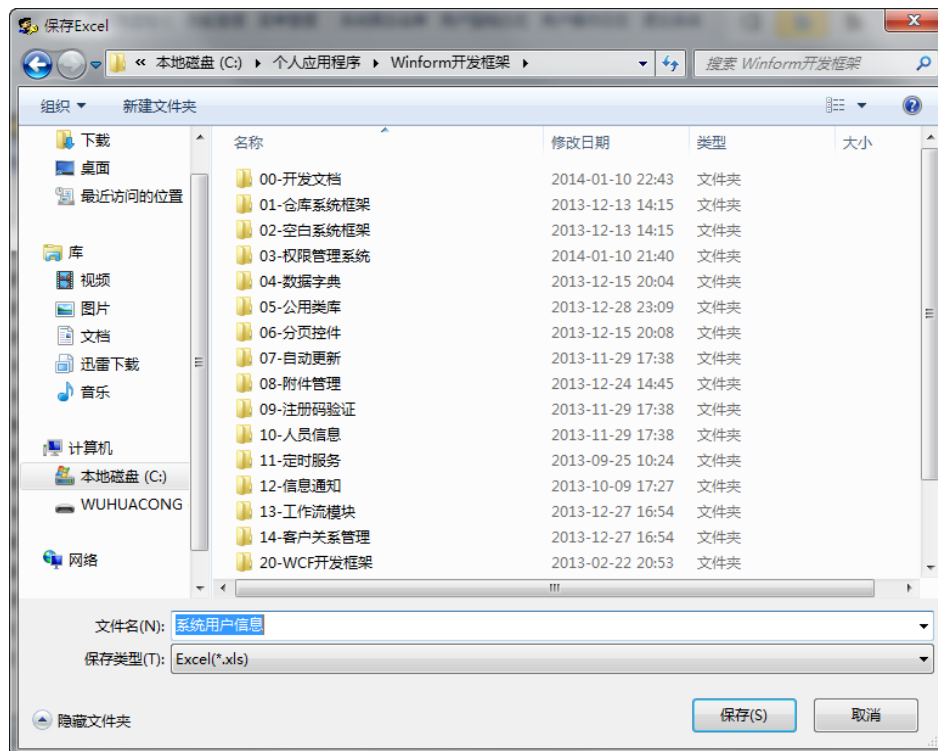 保存Excel
« 本地磁盘 (C:) 个人应用程序 Winform开发框架
搜索 Winform开发框架
组织 新建文件夹
名称 修改日期 类型 大小
下载
桌面
最近访问的位置
库
视频
图片
文档
迅雷下载
音乐
计算机
本地磁盘 (C:)
WUHUACONG
网络
00-开发文档 2014-01-10 22:43 文件夹
01-仓库系统框架 2013-12-13 14:15 文件夹
02-空白系统框架 2013-12-13 14:15 文件夹
03-权限管理系统 2014-01-10 21:40 文件夹
04-数据字典 2013-12-15 20:04 文件夹
05-公用类库 2013-12-28 23:09 文件夹
06-分页控件 2013-12-15 20:08 文件夹
07-自动更新 2013-11-29 17:38 文件夹
08-附件管理 2013-12-24 14:45 文件夹
09-注册码验证 2013-11-29 17:38 文件夹
10-人员信息 2013-11-29 17:38 文件夹
11-定时服务 2013-09-25 10:24 文件夹
12-信息通知 2013-10-09 17:27 文件夹
13-工作流模块 2013-12-27 16:54 文件夹
14-客户关系管理 2013-12-27 16:54 文件夹
20-WCF开发框架 2013-02-22 20:53 文件夹
文件名(N): 系统用户信息
保存类型(T): Excel(*.xls)
隐藏文件夹
保存(S) 取消